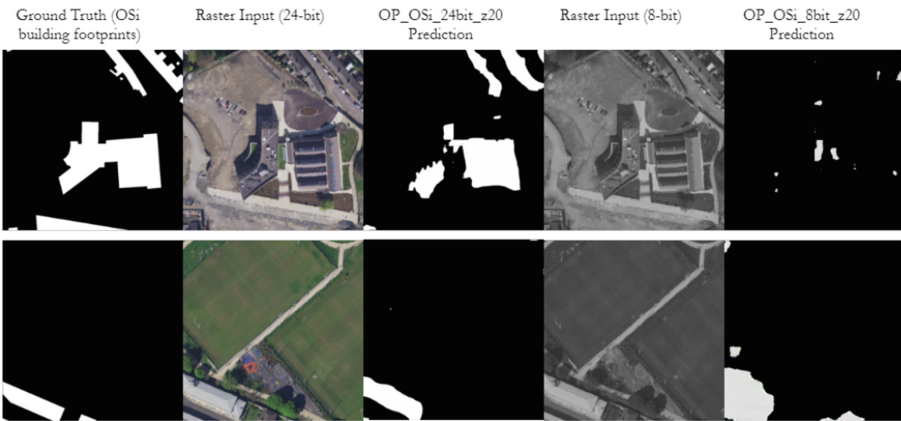 Ground Truth (OSi
building footprints)
Raster Input (24-bit)
OP_OSi_24bit_z20
Prediction
Raster Input (8-bit)
OP_OSi_8bit_z20
Prediction